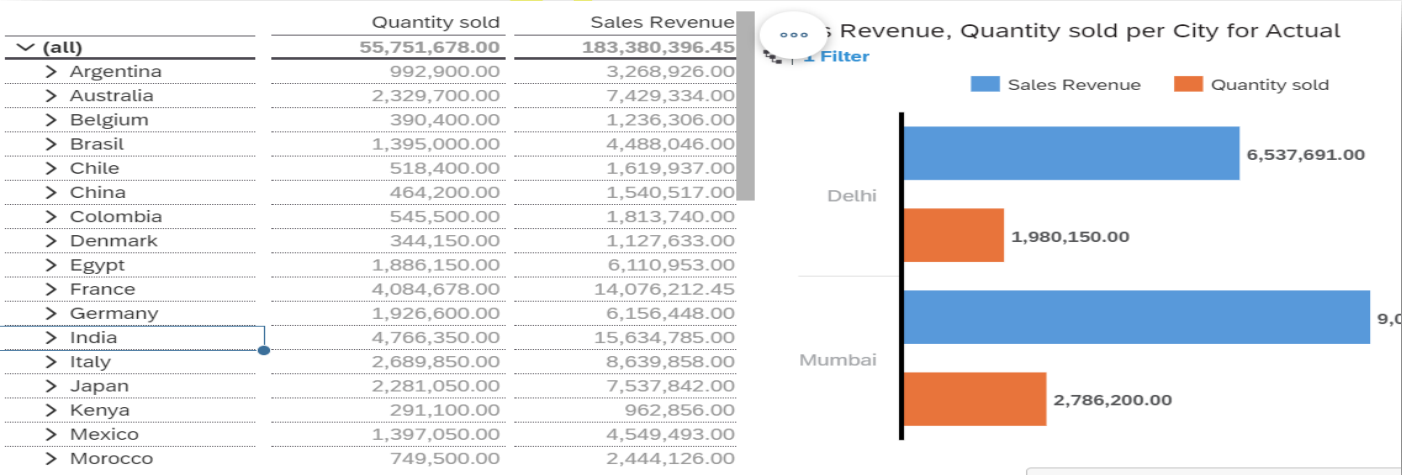 Quantity sold Sales Revenue
(all) 55,751,678.00 183,380,396.45
Argentina 992,900.00 3,268,926.00
Australia 2,329,700.00 7,429,334.00
Belgium 390,400.00 1,236,306.00
Brasil 1,395,000.00 4,488,046.00
Chile 518,400.00 1,619,937.00
China 464,200.00 1,540,517.00
Colombia 545,500.00 1,813,740.00
Denmark 344,150.00 1,127,633.00
Egypt 1,886,150.00 6,110,953.00
France 4,084,678.00 14,076,212.45
Germany 1,926,600.00 6,156,448.00
India 4,766,350.00 15,634,785.00
Italy 2,689,850.00 8,639,858.00
Japan 2,281,050.00 7,537,842.00
Kenya 291,100.00 962,856.00
Mexico 1,397,050.00 4,549,493.00
Morocco 749,500.00 2,444,126.00
s Revenue, Quantity sold per City for Actual
1 Filter
Sales Revenue Quantity sold
6,537,691.00
Delhi
1,980,150.00
9,0
Mumbai
2,786,200.00